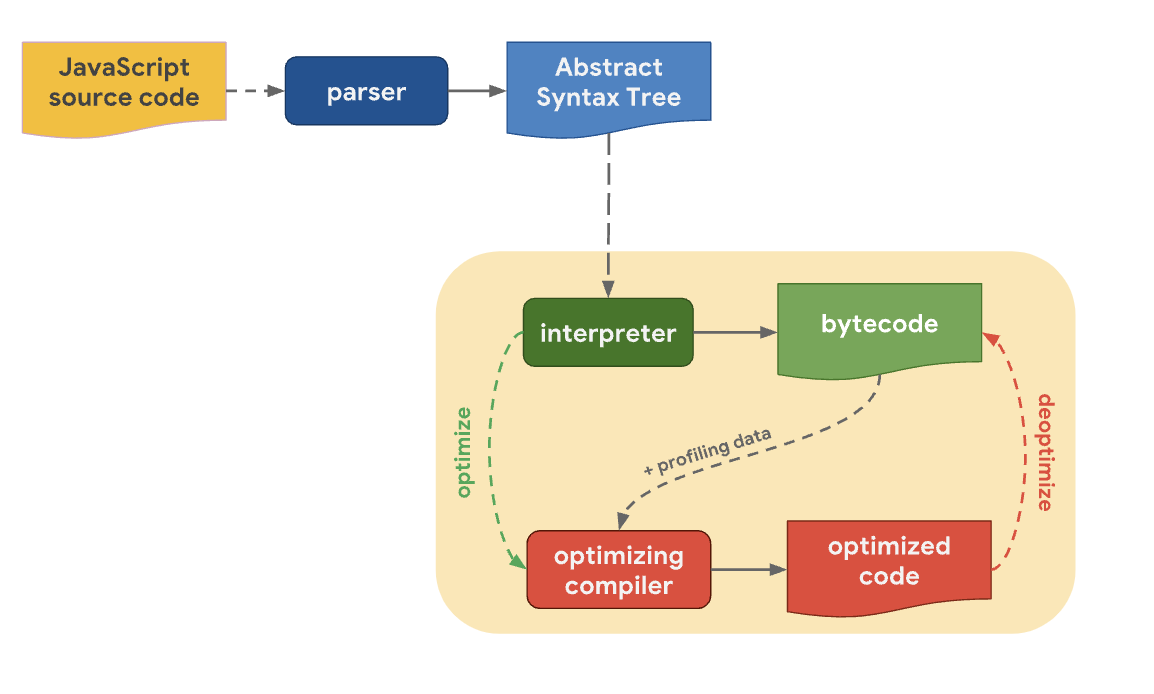 JavaScript
source code
parser
Abstract
Syntax Tree
interpreter
bytecode
optimize
+ profiling data
deoptimize
optimizing
compiler
optimized
code